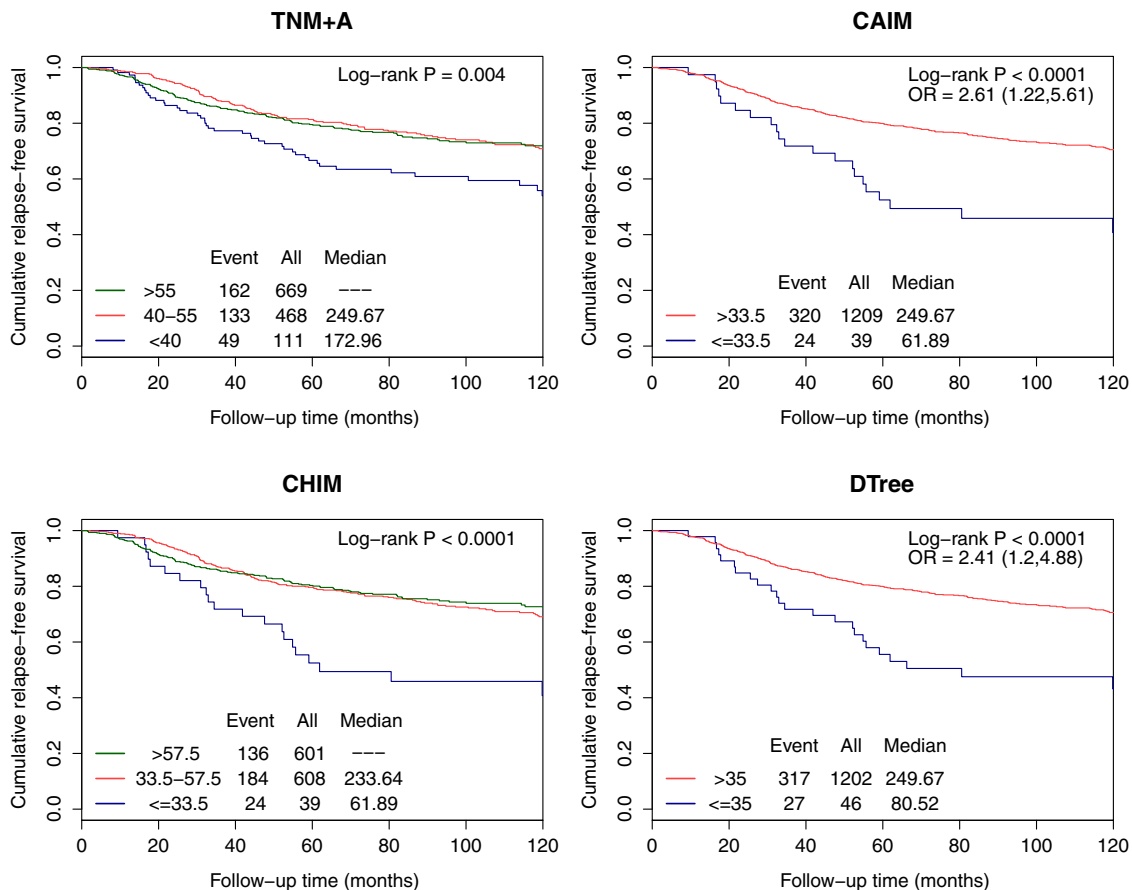 TNM+A
Cumulative relapse−free survival
1.0
0.8
0.6
0.4
0.2
0.0
Log−rank P = 0.004
Event All Median
>55 162 669 −−−
40−55 133 468 249.67
<40 49 111 172.96
0 20 40 60 80 100 120
Follow−up time (months)
CAIM
Cumulative relapse−free survival
1.0
0.8
0.6
0.4
0.2
0.0
Log−rank P < 0.0001
OR = 2.61 (1.22,5.61)
Event All Median
>33.5 320 1209 249.67
<=33.5 24 39 61.89
0 20 40 60 80 100 120
Follow−up time (months)
CHIM
Cumulative relapse−free survival
1.0
0.8
0.6
0.4
0.2
0.0
Log−rank P < 0.0001
Event All Median
>57.5 136 601 −−−
33.5−57.5 184 608 233.64
<=33.5 24 39 61.89
0 20 40 60 80 100 120
Follow−up time (months)
DTree
Cumulative relapse−free survival
1.0
0.8
0.6
0.4
0.2
0.0
Log−rank P < 0.0001
OR = 2.41 (1.2,4.88)
Event All Median
>35 317 1202 249.67
<=35 27 46 80.52
0 20 40 60 80 100 120
Follow−up time (months)